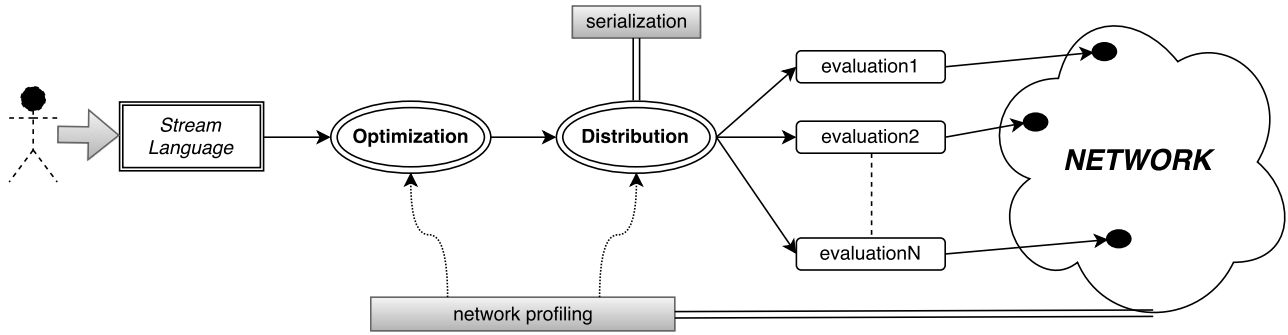 serialization
Stream
Language
Optimization
Distribution
evaluation1
evaluation2
evaluationN
NETWORK
network profiling